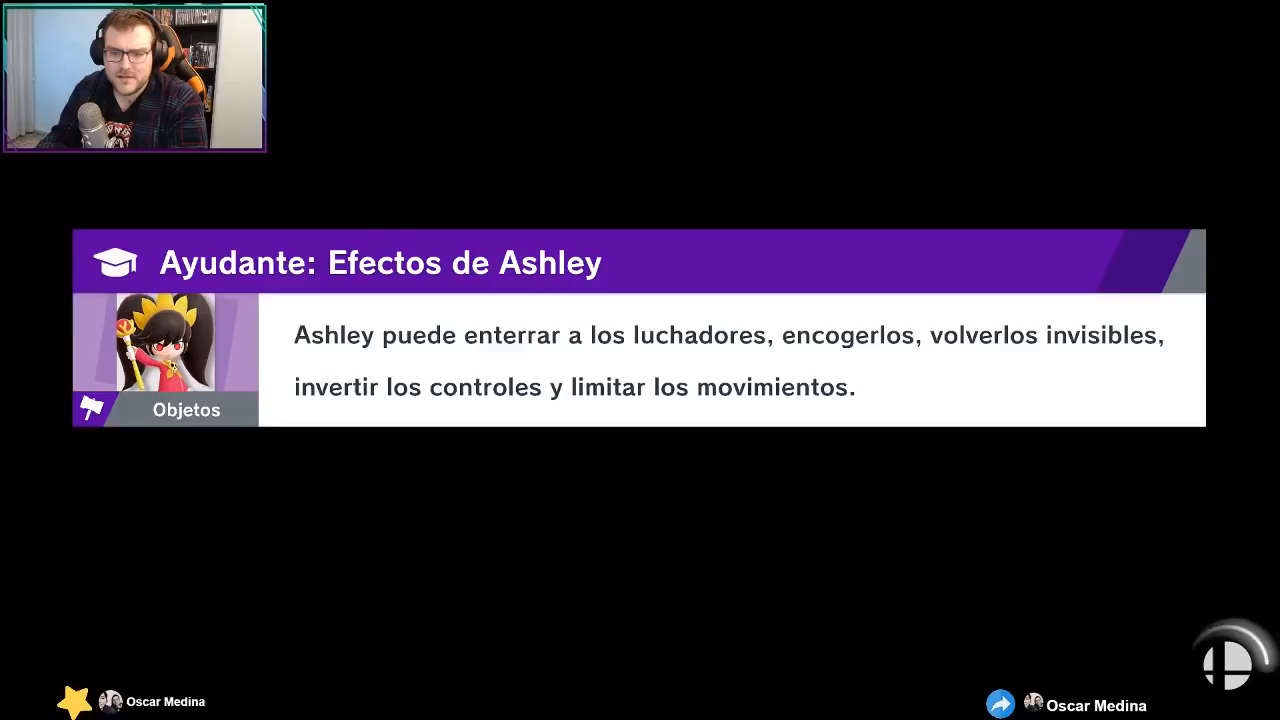 Ayudante: Efectos de Ashley
Ashley puede enterrar a los luchadores, encogerlos, volverlos invisibles,
invertir los controles y limitar los movimientos.
Objetos
Oscar Medina
Oscar Medina